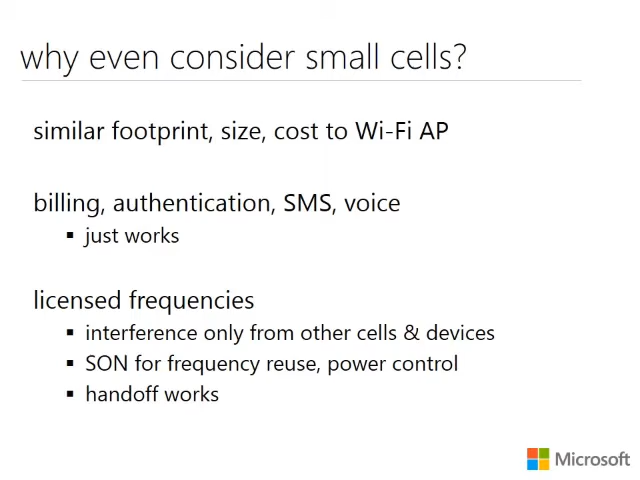 why even consider small cells?
similar footprint, size, cost to Wi-Fi AP
billing, authentication, SMS, voice
▪ just works
licensed frequencies
▪ interference only from other cells & devices
▪ SON for frequency reuse, power control
▪ handoff works
Microsoft